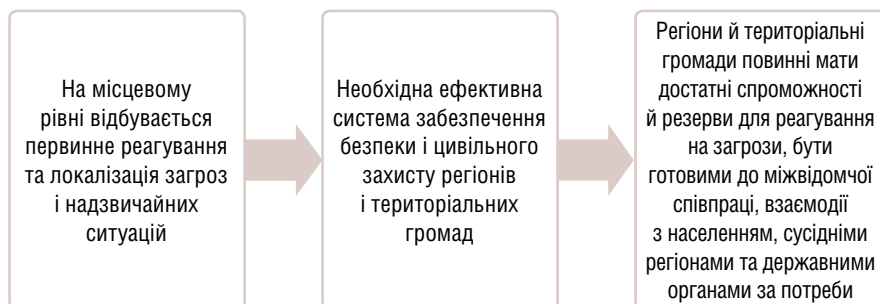 На місцевому
рівні відбувається
первинне реагування
та локалізація загроз
і надзвичайних
ситуацій
Необхідна ефективна
система забезпечення
безпеки і цивільного
захисту регіонів
і територіальних
громад
Регіони й територіальні
громади повинні мати
достатні спроможності
й резерви для реагування
на загрози, бути
готовими до міжвідомчої
співпраці, взаємодії
з населенням, сусідніми
регіонами та державними
органами за потреби